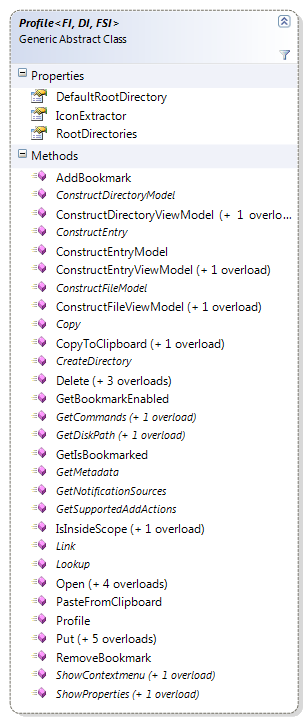 Profile<FI, DI, FSI>
Generic Abstract Class
Properties
DefaultRootDirectory
IconExtractor
RootDirectories
Methods
AddBookmark
ConstructDirectoryModel
ConstructDirectoryViewModel (+ 1 overlo...
ConstructEntry
ConstructEntryModel
ConstructEntryViewModel (+ 1 overload)
ConstructFileModel
ConstructFileViewModel (+ 1 overload)
Copy
CopyToClipboard (+ 1 overload)
CreateDirectory
Delete (+ 3 overloads)
GetBookmarkEnabled
GetCommands (+ 1 overload)
GetDiskPath (+ 1 overload)
GetIsBookmarked
GetMetadata
GetNotificationSources
GetSupportedAddActions
IsInsideScope (+ 1 overload)
Link
Lookup
Open (+ 4 overloads)
PasteFromClipboard
Profile
Put (+ 5 overloads)
RemoveBookmark
ShowContextmenu (+ 1 overload)
ShowProperties (+ 1 overload)